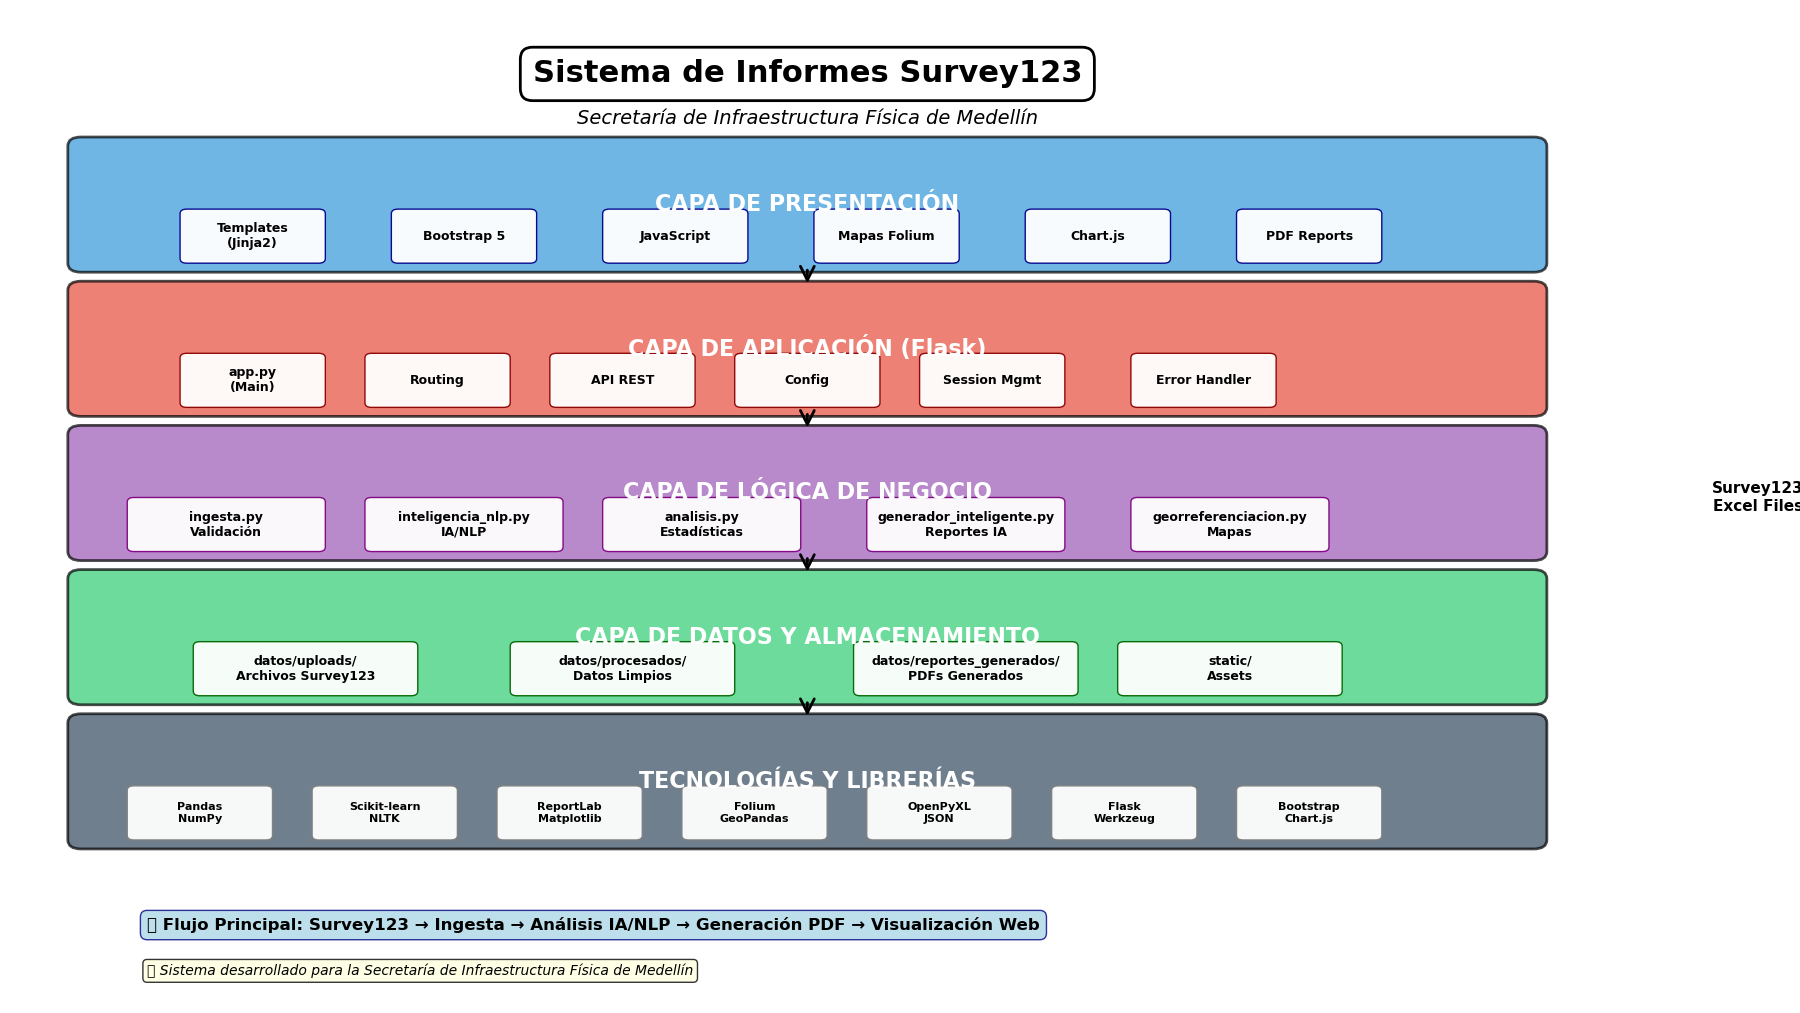 Sistema de Informes Survey123
Secretaría de Infraestructura Física de Medellín
CAPA DE PRESENTACIÓN
Templates
(Jinja2)
Bootstrap 5
JavaScript
Mapas Folium
Chart.js
PDF Reports
CAPA DE APLICACIÓN (Flask)
app.py
(Main)
Routing
API REST
Config
Session Mgmt
Error Handler
CAPA DE LÓGICA DE NEGOCIO
ingesta.py
Validación
inteligencia_nlp.py
IA/NLP
analisis.py
Estadísticas
generador_inteligente.py
Reportes IA
georreferenciacion.py
Mapas
Survey123
Excel Files
CAPA DE DATOS Y ALMACENAMIENTO
datos/uploads/
Archivos Survey123
datos/procesados/
Datos Limpios
datos/reportes_generados/
PDFs Generados
static/
Assets
TECNOLOGÍAS Y LIBRERÍAS
Pandas
NumPy
Scikit-learn
NLTK
ReportLab
Matplotlib
Folium
GeoPandas
OpenPyXL
JSON
Flask
Werkzeug
Bootstrap
Chart.js
Flujo Principal: Survey123 → Ingesta → Análisis IA/NLP → Generación PDF → Visualización Web
Sistema desarrollado para la Secretaría de Infraestructura Física de Medellín